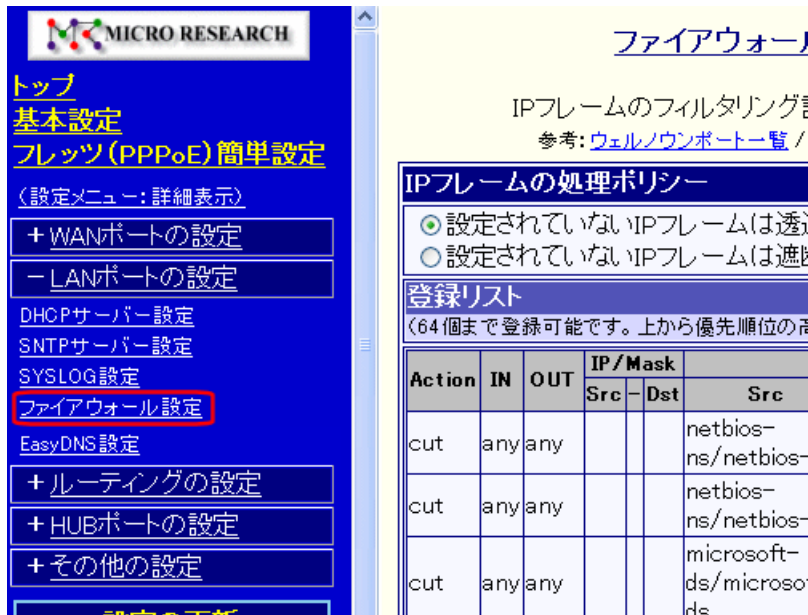 MICRO RESEARCH
トップ
基本設定
フレッツ(PPPoE)簡単設定
(設定メニュー:詳細表示)
+WANポートの設定
-LANポートの設定
DHCPサーバー設定
SNTPサーバー設定
SYSLOG設定
ファイアウォール設定
EasyDNS設定
+ルーティングの設定
+HUBポートの設定
+その他の設定
ファイアウォー
IPフレームのフィルタリング
参考:ウェルノウンポート一覧 /
IPフレームの処理ポリシー
設定されていないIPフレームは透
設定されていないIPフレームは遮
登録リスト
(64個まで登録可能です。上から優先順位の高
Action IN OUT IP/Mask
Src - Dst Src
cut any any netbios-
ns/netbios-
cut any any netbios-
ns/netbios-
cut any any microsoft-
ds/microso
ds